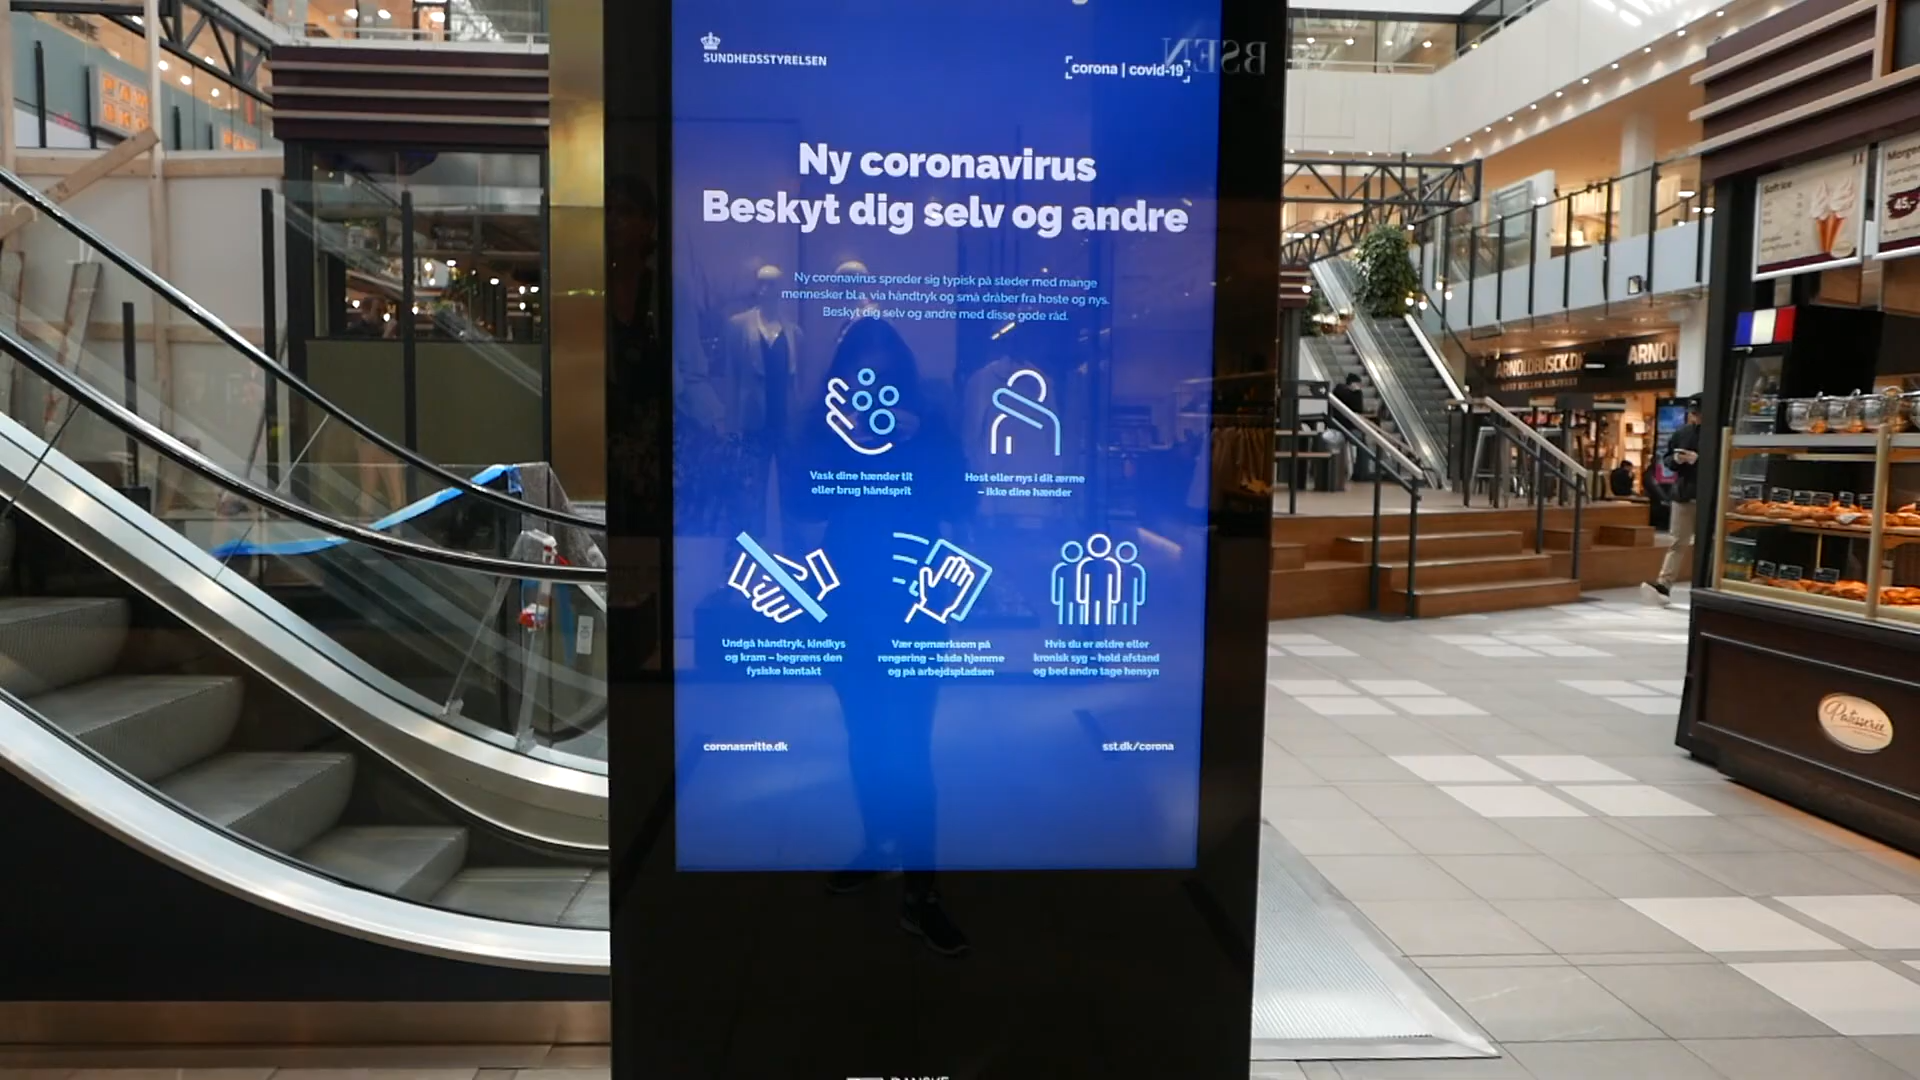 SUNDHEDSSTYRELSEN
corona | covid-19
Ny coronavirus
Beskyt dig selv og andre
Ny coronavirus spreder sig typisk på steder med mange
mennesker bl.a. via håndtryk og små dråber fra hoste og nys.
Beskyt dig selv og andre med disse gode råd.
Vask dine hænder tit
eller brug håndsprit
Host eller nys i dit ærme
– ikke dine hænder
Undgå håndtryk, kindkys
og kram – begræns den
fysiske kontakt
Vær opmærksom på
rengøring – både hjemme
og på arbejdspladsen
Hvis du er ældre eller
kronisk syg – hold afstand
og bed andre tage hensyn
coronasmitte.dk
sst.dk/corona
DANSKE
Soft ice
45,-
ARNOLDBUSCK.D
ARNOL
Patisserie